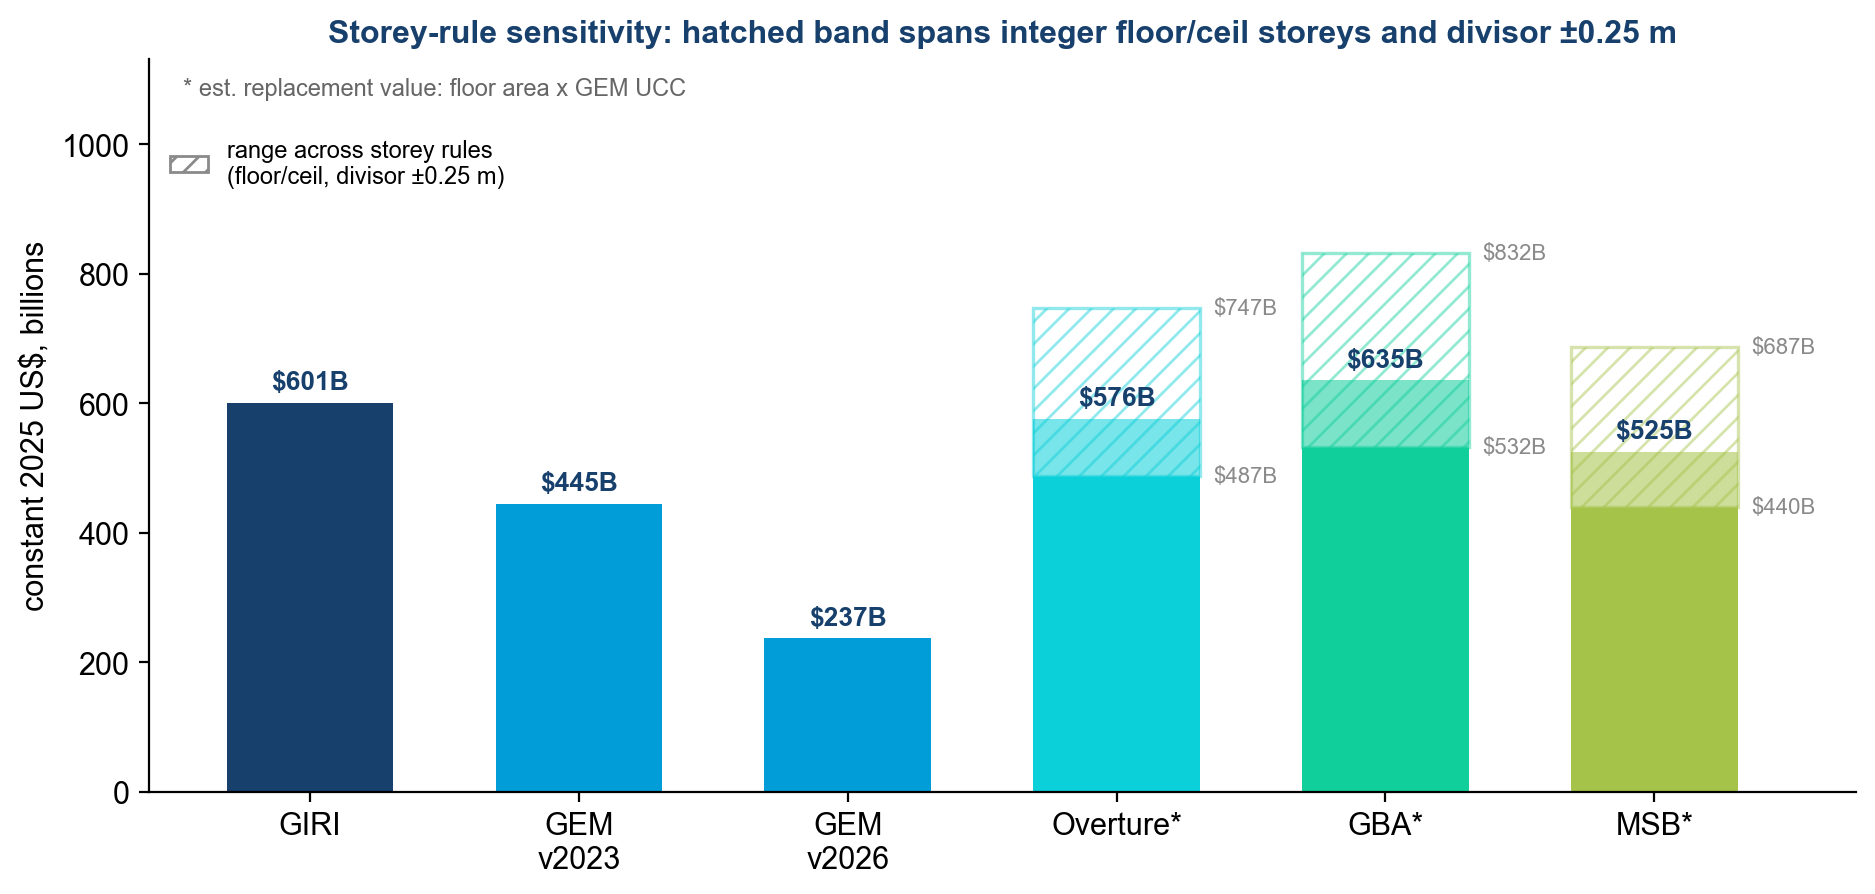 Storey-rule sensitivity: hatched band spans integer floor/ceil storeys and divisor ±0.25 m
* est. replacement value: floor area x GEM UCC
range across storey rules
(floor/ceil, divisor ±0.25 m)
constant 2025 US$, billions
1000
800
600
400
200
0
$601B
$445B
$237B
$576B
$747B
$487B
$635B
$832B
$532B
$525B
$687B
$440B
GIRI
GEM
v2023
GEM
v2026
Overture*
GBA*
MSB*